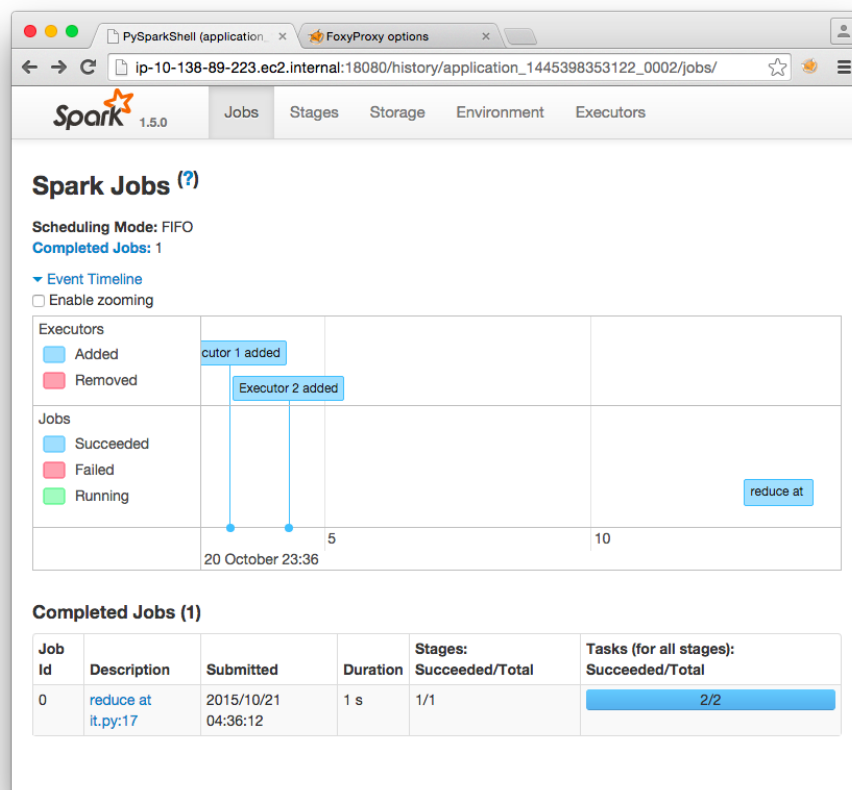 PySparkShell (application_
FoxyProxy options
ip-10-138-89-223.ec2.internal:18080/history/application_1445398353122_0002/jobs/
Spark 1.5.0
Jobs Stages Storage Environment Executors
Spark Jobs (?)
Scheduling Mode: FIFO
Completed Jobs: 1
Event Timeline
Enable zooming
Executors
Added
Removed
cutor 1 added
Executor 2 added
Jobs
Succeeded
Failed
Running
reduce at
5 10
20 October 23:36
Completed Jobs (1)
Job Id Description Submitted Duration Stages: Succeeded/Total Tasks (for all stages): Succeeded/Total
0 reduce at it.py:17 2015/10/21 04:36:12 1 s 1/1 2/2